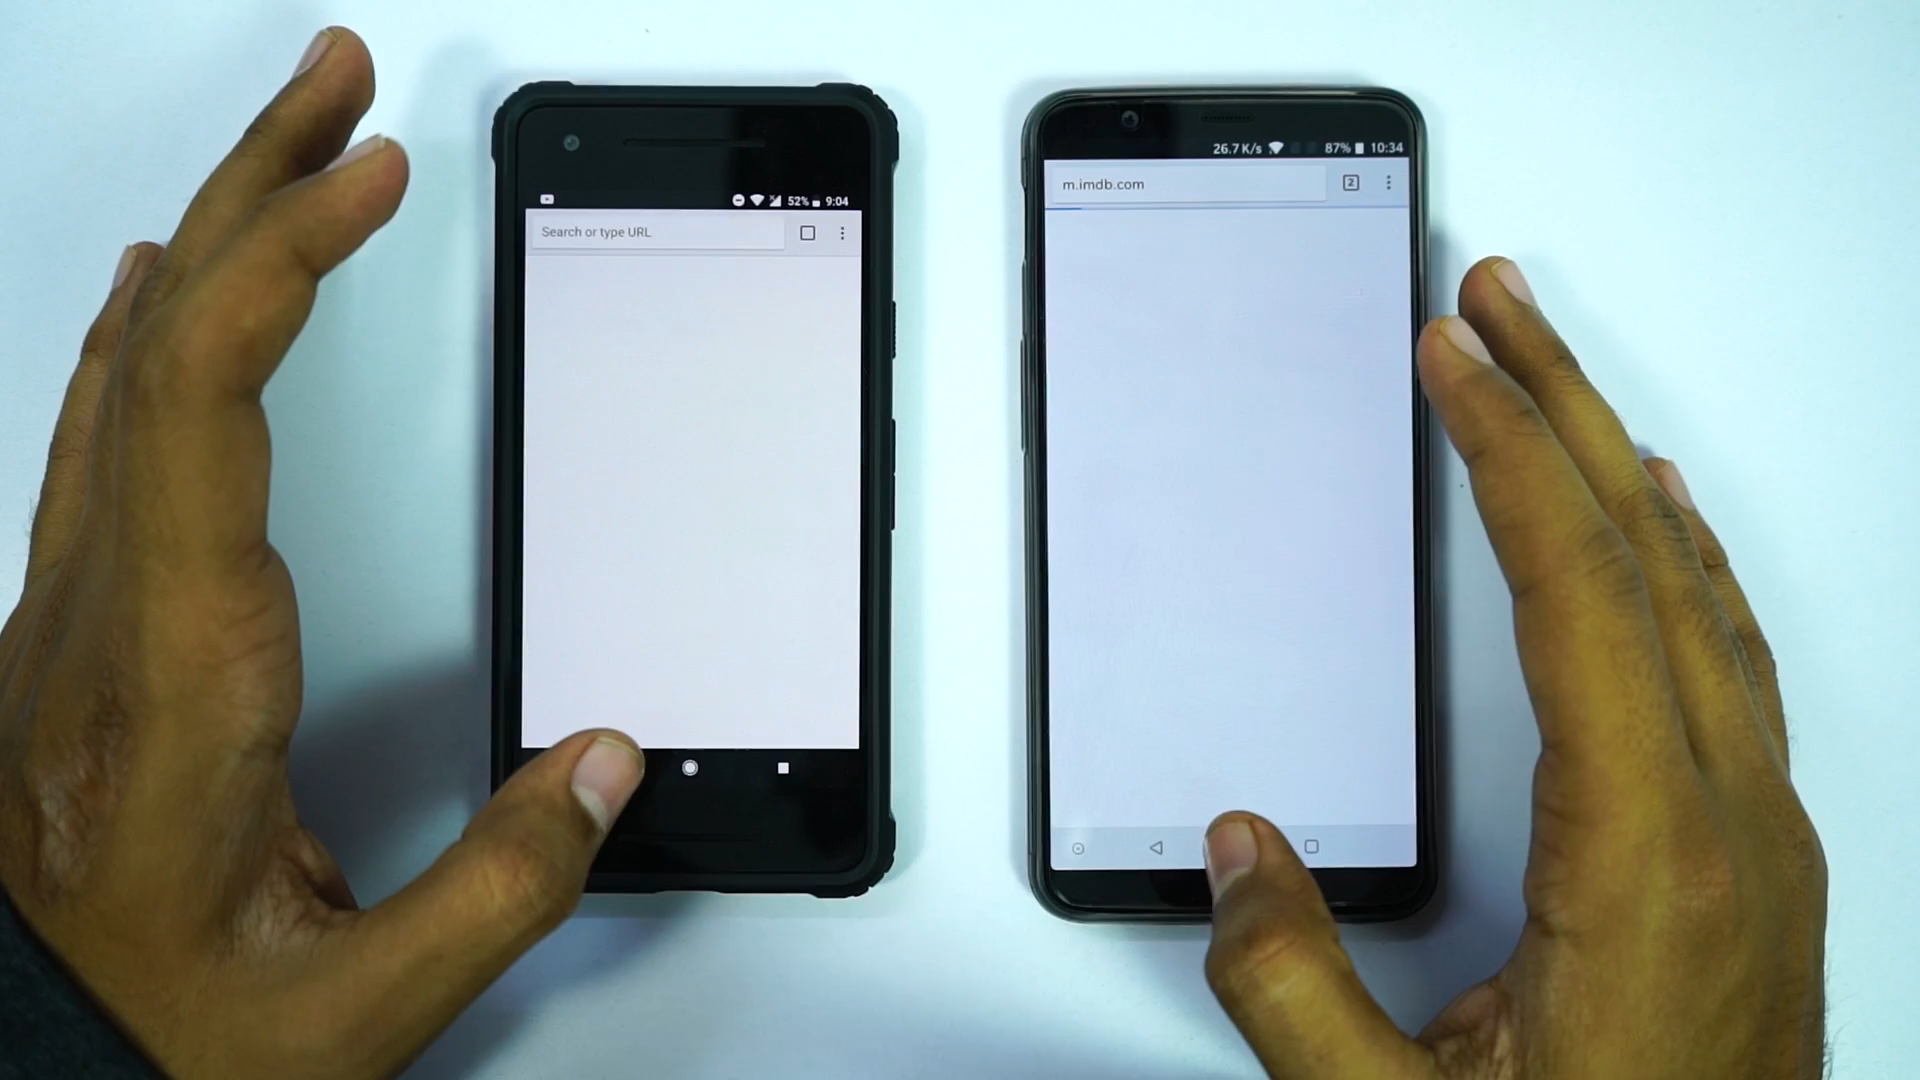 52% 9:04
Search or type URL
26.7 K/s 87% 10:34
m.imdb.com
2